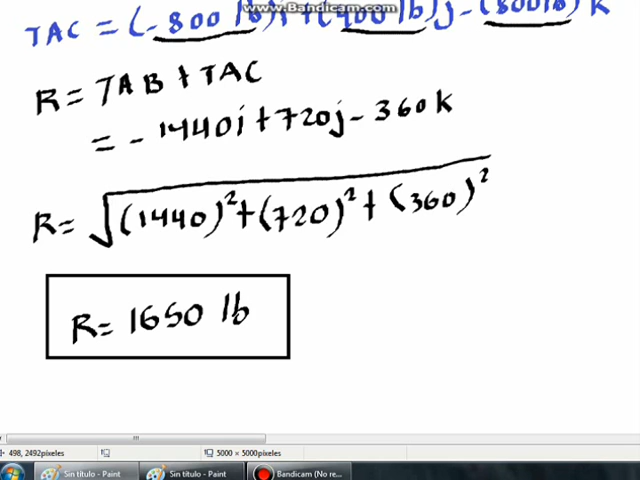 www.Bandicam.com
TAC = (-800 lb)i + (400 lb)j - (800 lb) k
R = TAB + TAC
= - 1440i + 720j - 360k
R= √(1440)²+(720)²+(360)²
R= 1650 lb
498, 2492píxeles
5000 × 5000píxeles
Sin título - Paint
Sin título - Paint
Bandicam (No re...